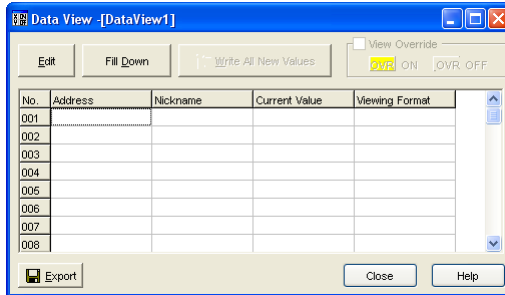 Data View -[DataView1]
View Override
Edit Fill Down Write All New Values OVR ON OVR OFF
No. Address Nickname Current Value Viewing Format
001
002
003
004
005
006
007
008
Export Close Help